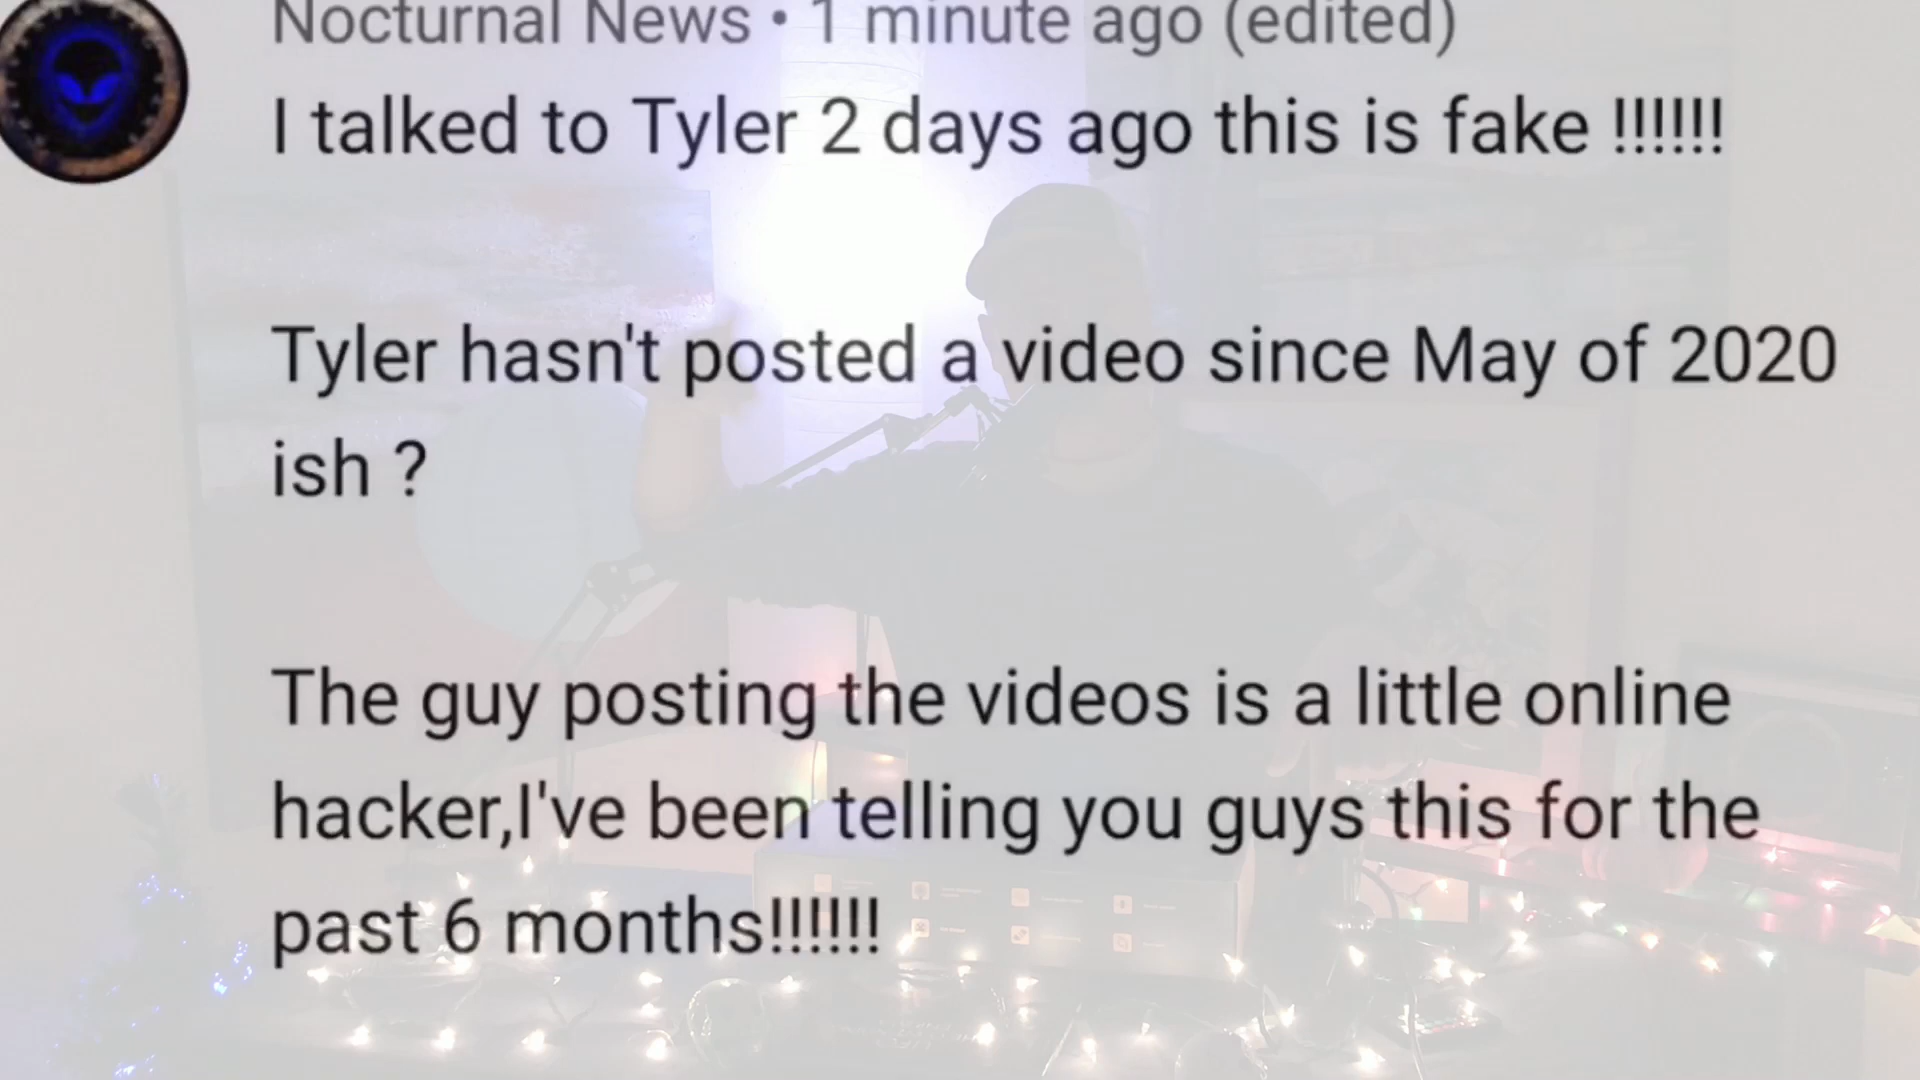 Nocturnal News • 1 minute ago (edited)
I talked to Tyler 2 days ago this is fake !!!!!!
Tyler hasn't posted a video since May of 2020
ish ?
The guy posting the videos is a little online
hacker,I've been telling you guys this for the
past 6 months!!!!!!